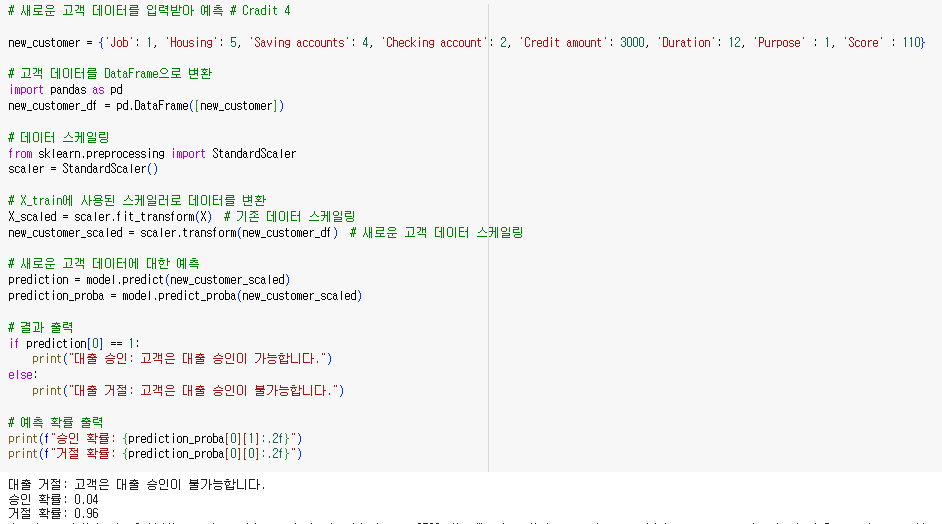 # 새로운 고객 데이터를 입력받아 예측 # Cradit 4
new_customer = {'Job': 1, 'Housing': 5, 'Saving accounts': 4, 'Checking account': 2, 'Credit amount': 3000, 'Duration': 12, 'Purpose' : 1, 'Score' : 110}
# 고객 데이터를 DataFrame으로 변환
import pandas as pd
new_customer_df = pd.DataFrame([new_customer])
# 데이터 스케일링
from sklearn.preprocessing import StandardScaler
scaler = StandardScaler()
# X_train에 사용된 스케일러로 데이터를 변환
X_scaled = scaler.fit_transform(X)  # 기존 데이터 스케일링
new_customer_scaled = scaler.transform(new_customer_df)  # 새로운 고객 데이터 스케일링
# 새로운 고객 데이터에 대한 예측
prediction = model.predict(new_customer_scaled)
prediction_proba = model.predict_proba(new_customer_scaled)
# 결과 출력
if prediction[0] == 1:
    print("대출 승인: 고객은 대출 승인이 가능합니다.")
else:
    print("대출 거절: 고객은 대출 승인이 불가능합니다.")
# 예측 확률 출력
print(f"승인 확률: {prediction_proba[0][1]:.2f}")
print(f"거절 확률: {prediction_proba[0][0]:.2f}")
대출 거절: 고객은 대출 승인이 불가능합니다.
승인 확률: 0.04
거절 확률: 0.96